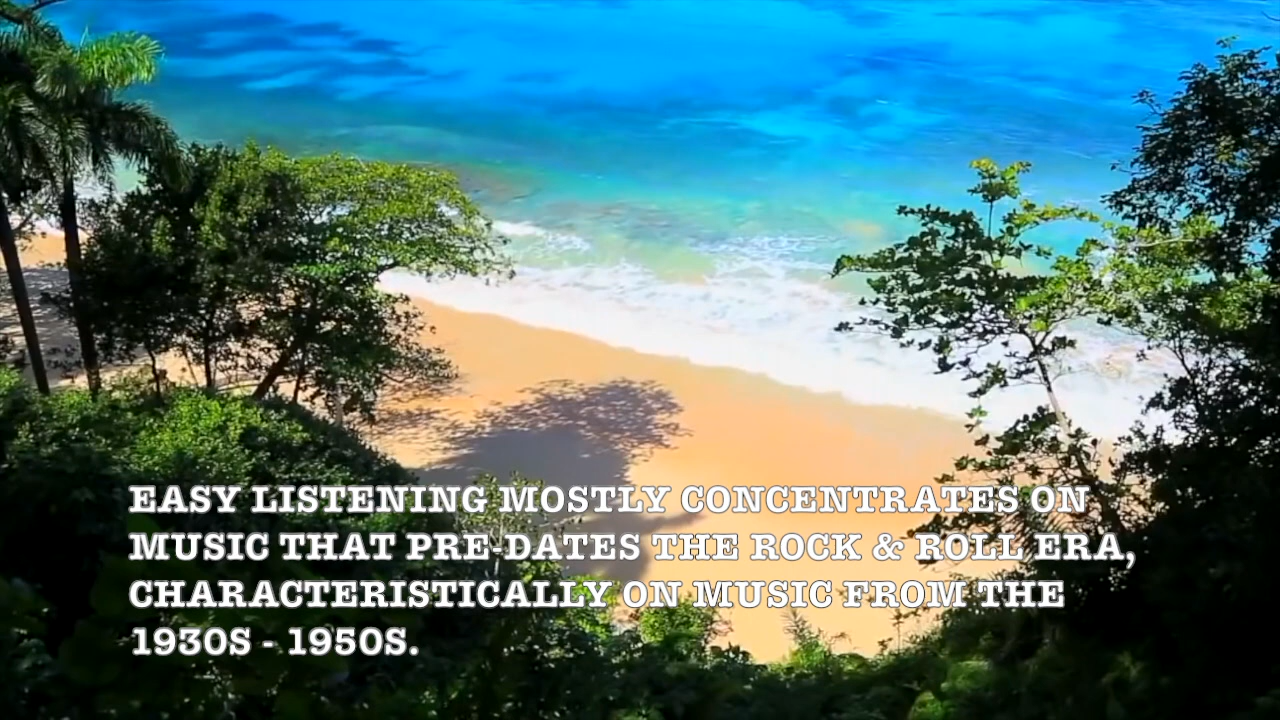 EASY LISTENING MOSTLY CONCENTRATES ON
MUSIC THAT PRE-DATES THE ROCK & ROLL ERA,
CHARACTERISTICALLY ON MUSIC FROM THE
1930S - 1950S.